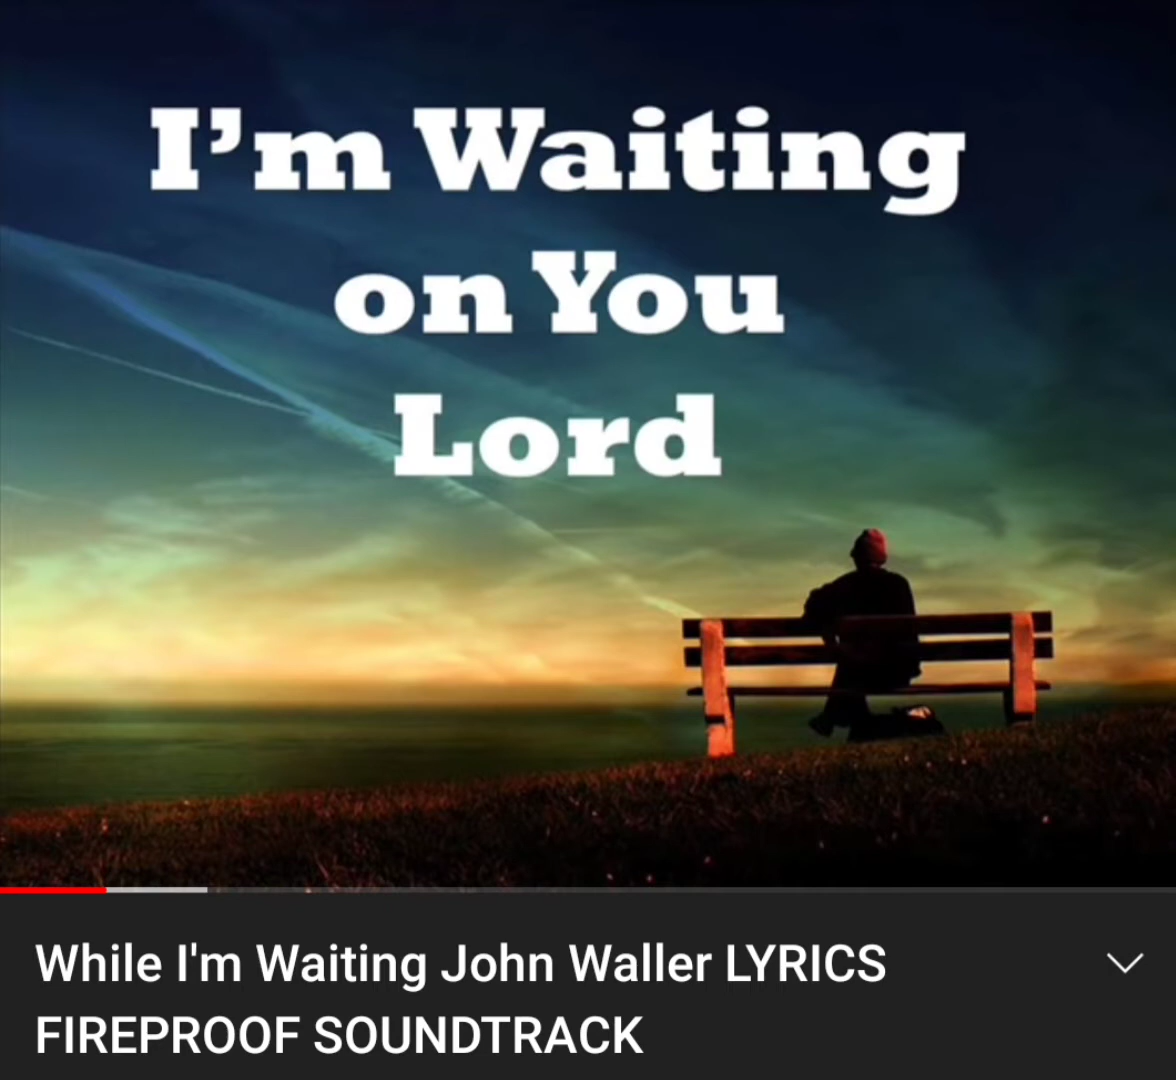 I’m Waiting
on You
Lord
While I'm Waiting John Waller LYRICS
FIREPROOF SOUNDTRACK